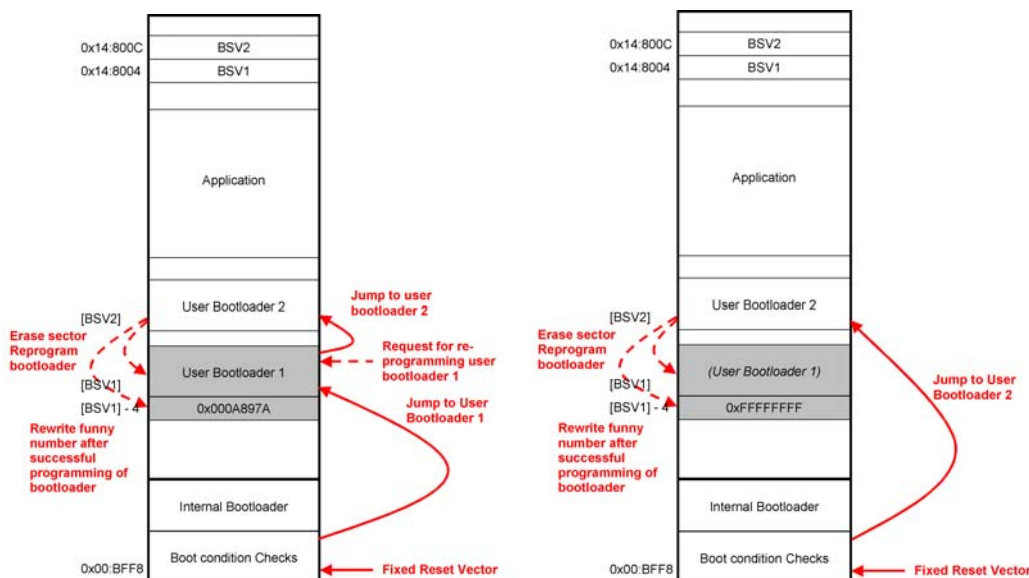 0x14:800C
BSV2
0x14:8004
BSV1
Application
User Bootloader 2
Jump to user
bootloader 2
[BSV2]
Erase sector
Reprogram
bootloader
Request for re-
programming user
bootloader 1
User Bootloader 1
[BSV1]
[BSV1] - 4
0x000A897A
Jump to User
Bootloader 1
Rewrite funny
number after
successful
programming of
bootloader
Internal Bootloader
Boot condition Checks
0x00:BFF8
Fixed Reset Vector
0x14:800C
BSV2
0x14:8004
BSV1
Application
User Bootloader 2
[BSV2]
Erase sector
Reprogram
bootloader
(User Bootloader 1)
[BSV1]
[BSV1] - 4
0xFFFFFFFF
Jump to User
Bootloader 2
Rewrite funny
number after
successful
programming of
bootloader
Internal Bootloader
Boot condition Checks
0x00:BFF8
Fixed Reset Vector